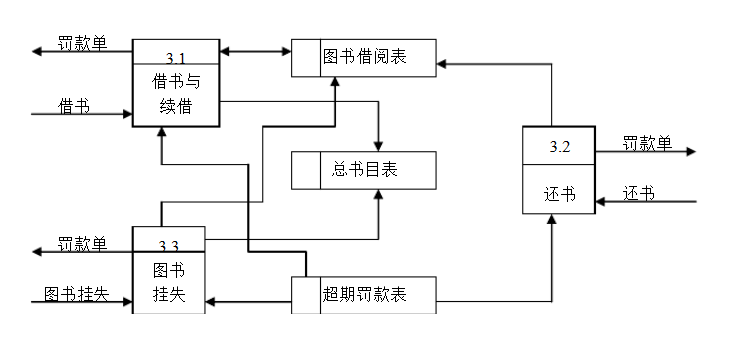 罚款单
3.1
图书借阅表
借书与
续借
借书
3.2
罚款单
总书目表
还书
还书
罚款单
3.3
图书
挂失
图书挂失
超期罚款表